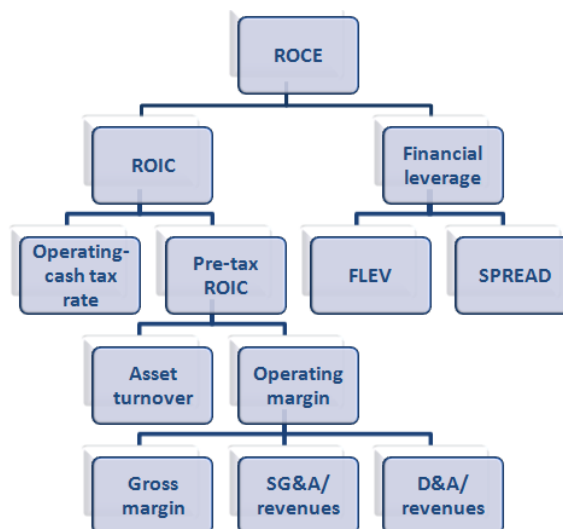 ROCE
ROIC
Financial
leverage
Operating-
cash tax
rate
Pre-tax
ROIC
FLEV
SPREAD
Asset
turnover
Operating
margin
Gross
margin
SG&A/
revenues
D&A/
revenues